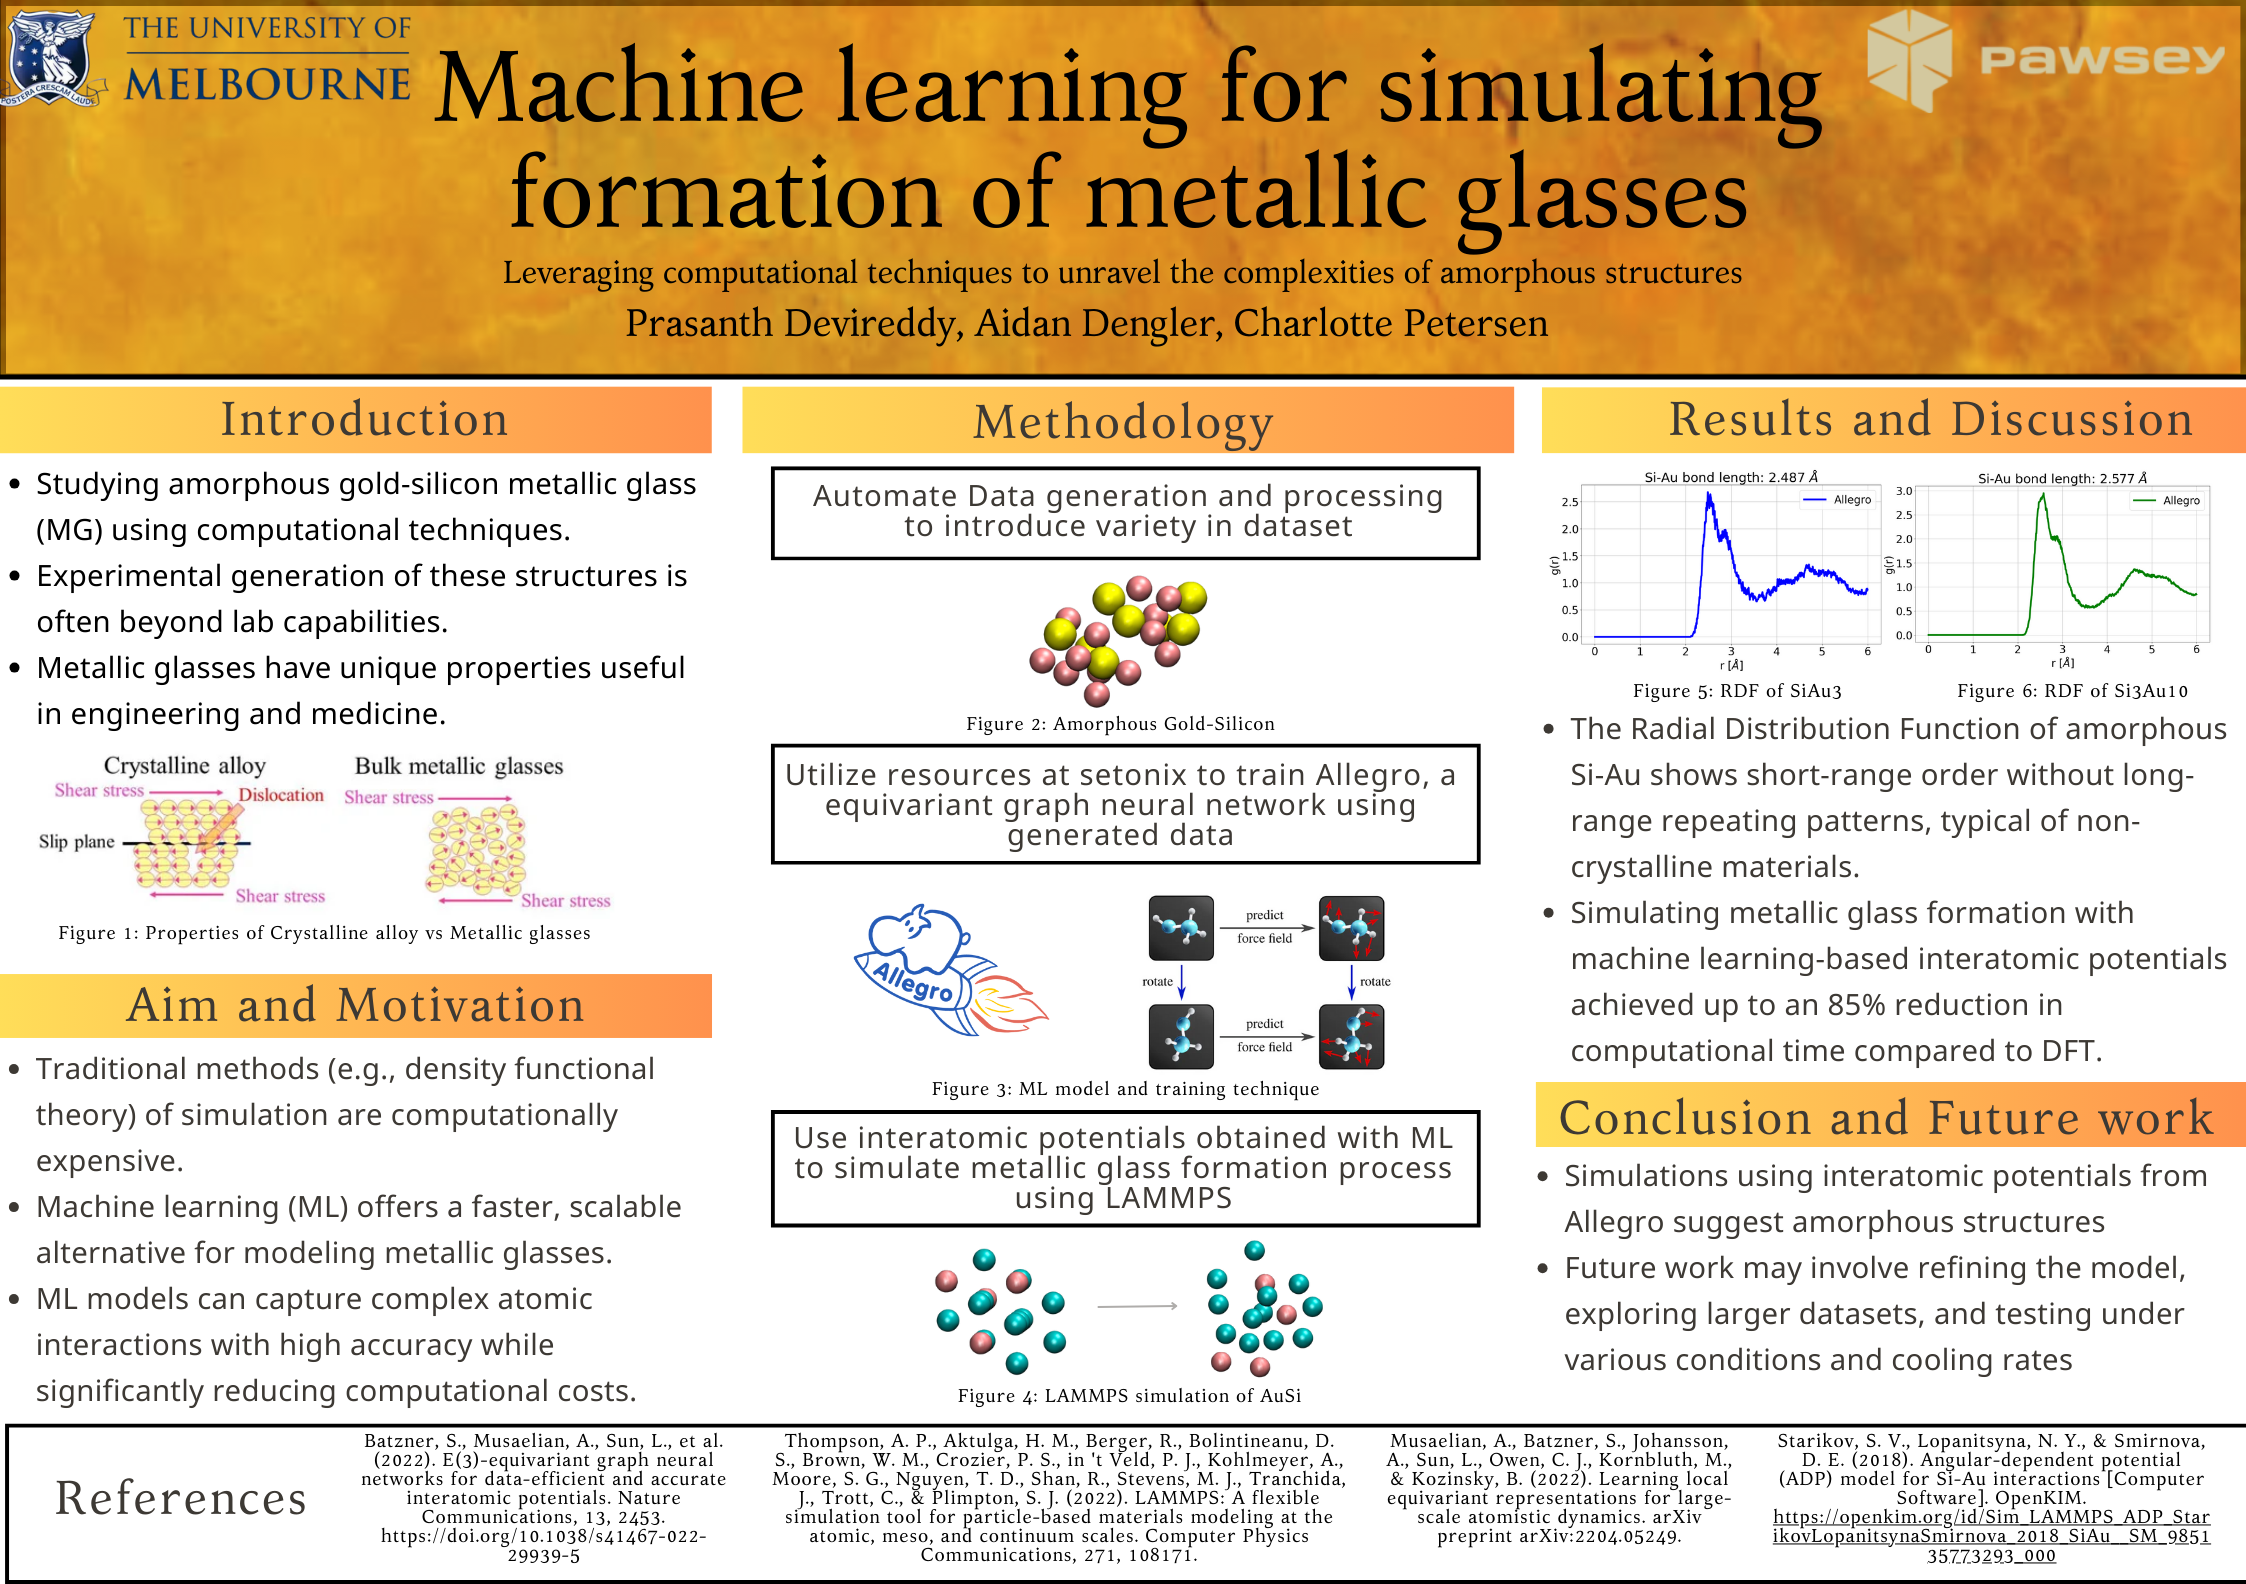 THE UNIVERSITY OF
MELBOURNE
POSTERA CRESCAM LAUDE
PAWSEY
Machine learning for simulating
formation of metallic glasses
Leveraging computational techniques to unravel the complexities of amorphous structures
Prasanth Devireddy, Aidan Dengler, Charlotte Petersen
Introduction
• Studying amorphous gold-silicon metallic glass
(MG) using computational techniques.
• Experimental generation of these structures is
often beyond lab capabilities.
• Metallic glasses have unique properties useful
in engineering and medicine.
Crystalline alloy
Bulk metallic glasses
Shear stress
Dislocation
Shear stress
Slip plane
Shear stress
Shear stress
Figure 1: Properties of Crystalline alloy vs Metallic glasses
Aim and Motivation
• Traditional methods (e.g., density functional
theory) of simulation are computationally
expensive.
• Machine learning (ML) offers a faster, scalable
alternative for modeling metallic glasses.
• ML models can capture complex atomic
interactions with high accuracy while
significantly reducing computational costs.
Methodology
Automate Data generation and processing
to introduce variety in dataset
Figure 2: Amorphous Gold-Silicon
Utilize resources at setonix to train Allegro, a
equivariant graph neural network using
generated data
Allegro
predict
force field
rotate
rotate
predict
force field
Figure 3: ML model and training technique
Use interatomic potentials obtained with ML
to simulate metallic glass formation process
using LAMMPS
Figure 4: LAMMPS simulation of AuSi
Results and Discussion
Si-Au bond length: 2.487 Å
Allegro
2.5
2.0
1.5
1.0
0.5
0.0
g(r)
0 1 2 3 4 5 6
r [Å]
Figure 5: RDF of SiAu3
Si-Au bond length: 2.577 Å
Allegro
3.0
2.5
2.0
1.5
1.0
0.5
0.0
g(r)
0 1 2 3 4 5 6
r [Å]
Figure 6: RDF of Si3Au10
• The Radial Distribution Function of amorphous
Si-Au shows short-range order without long-
range repeating patterns, typical of non-
crystalline materials.
• Simulating metallic glass formation with
machine learning-based interatomic potentials
achieved up to an 85% reduction in
computational time compared to DFT.
Conclusion and Future work
• Simulations using interatomic potentials from
Allegro suggest amorphous structures
• Future work may involve refining the model,
exploring larger datasets, and testing under
various conditions and cooling rates
References
Batzner, S., Musaelian, A., Sun, L., et al.
(2022). E(3)-equivariant graph neural
networks for data-efficient and accurate
interatomic potentials. Nature
Communications, 13, 2453.
https://doi.org/10.1038/s41467-022-
29939-5
Thompson, A. P., Aktulga, H. M., Berger, R., Bolintineanu, D.
S., Brown, W. M., Crozier, P. S., in 't Veld, P. J., Kohlmeyer, A.,
Moore, S. G., Nguyen, T. D., Shan, R., Stevens, M. J., Tranchida,
J., Trott, C., & Plimpton, S. J. (2022). LAMMPS: A flexible
simulation tool for particle-based materials modeling at the
atomic, meso, and continuum scales. Computer Physics
Communications, 271, 108171.
Musaelian, A., Batzner, S., Johansson,
A., Sun, L., Owen, C. J., Kornbluth, M.,
& Kozinsky, B. (2022). Learning local
equivariant representations for large-
scale atomistic dynamics. arXiv
preprint arXiv:2204.05249.
Starikov, S. V., Lopanitsyna, N. Y., & Smirnova,
D. E. (2018). Angular-dependent potential
(ADP) model for Si-Au interactions [Computer
Software]. OpenKIM.
https://openkim.org/id/Sim_LAMMPS_ADP_Star
ikovLopanitsynaSmirnova_2018_SiAu__SM_9851
35773293_000